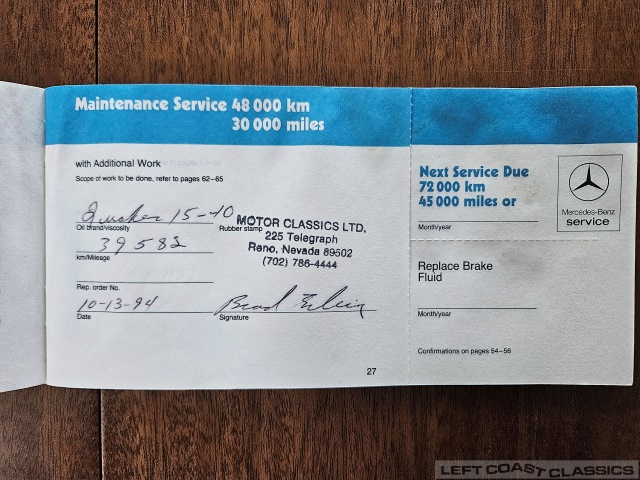 Maintenance Service 48 000 km
30 000 miles
with Additional Work
Scope of work to be done, refer to pages 62–65
Quaker 15-40
Oil brand/viscosity
Rubber stamp
MOTOR CLASSICS LTD.
225 Telegraph
Reno, Nevada 89502
(702) 786-4444
39582
km/Mileage
Rep. order No.
10-13-94
Date
Brad
Signature
27
Next Service Due
72 000 km
45 000 miles or
Month/year
Mercedes-Benz
service
Replace Brake
Fluid
Month/year
Confirmations on pages 54–56
LEFT COAST CLASSICS